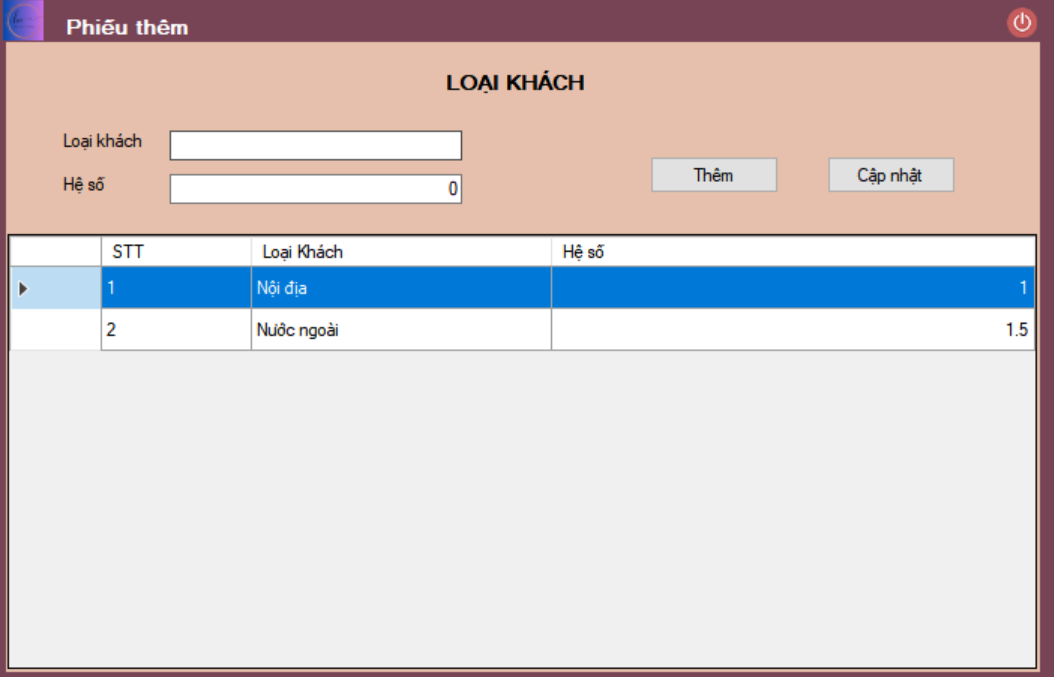 Phiếu thêm
LOẠI KHÁCH
Loại khách
Hệ số 0
Thêm Cập nhật
STT Loại Khách Hệ số
1 Nội địa 1
2 Nước ngoài 1.5